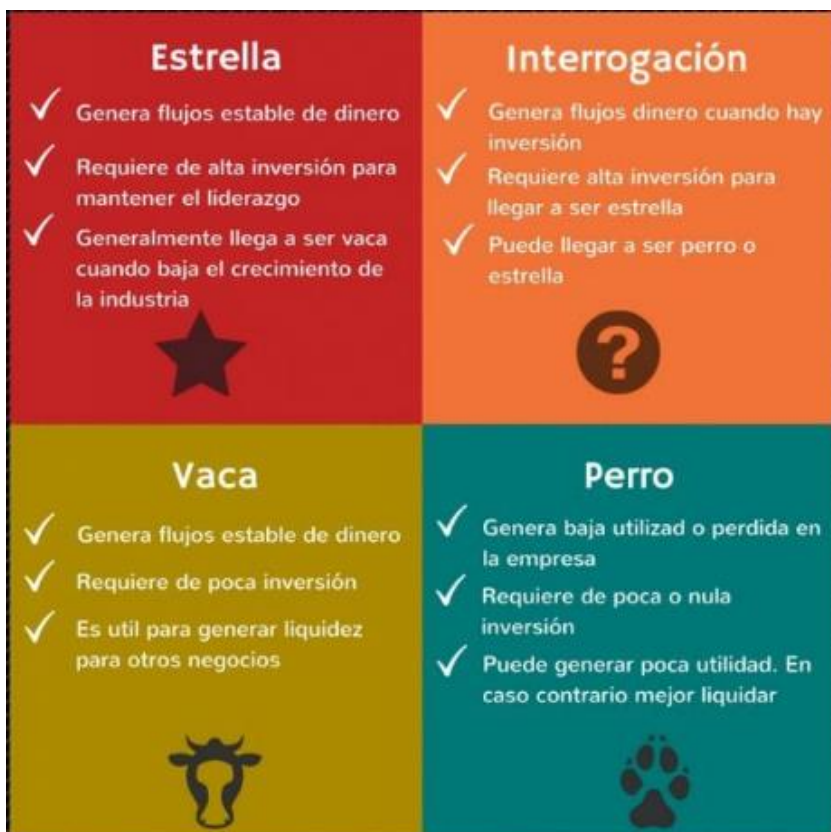 Estrella
Genera flujos estable de dinero
Requiere de alta inversión para
mantener el liderazgo
Generalmente llega a ser vaca
cuando baja el crecimiento de
la industria
Interrogación
Genera flujos dinero cuando hay
inversión
Requiere alta inversión para
llegar a ser estrella
Puede llegar a ser perro o
estrella
?
Vaca
Genera flujos estable de dinero
Requiere de poca inversión
Es util para generar liquidez
para otros negocios
Perro
Genera baja utilizad o perdida en
la empresa
Requiere de poca o nula
inversión
Puede generar poca utilidad. En
caso contrario mejor liquidar